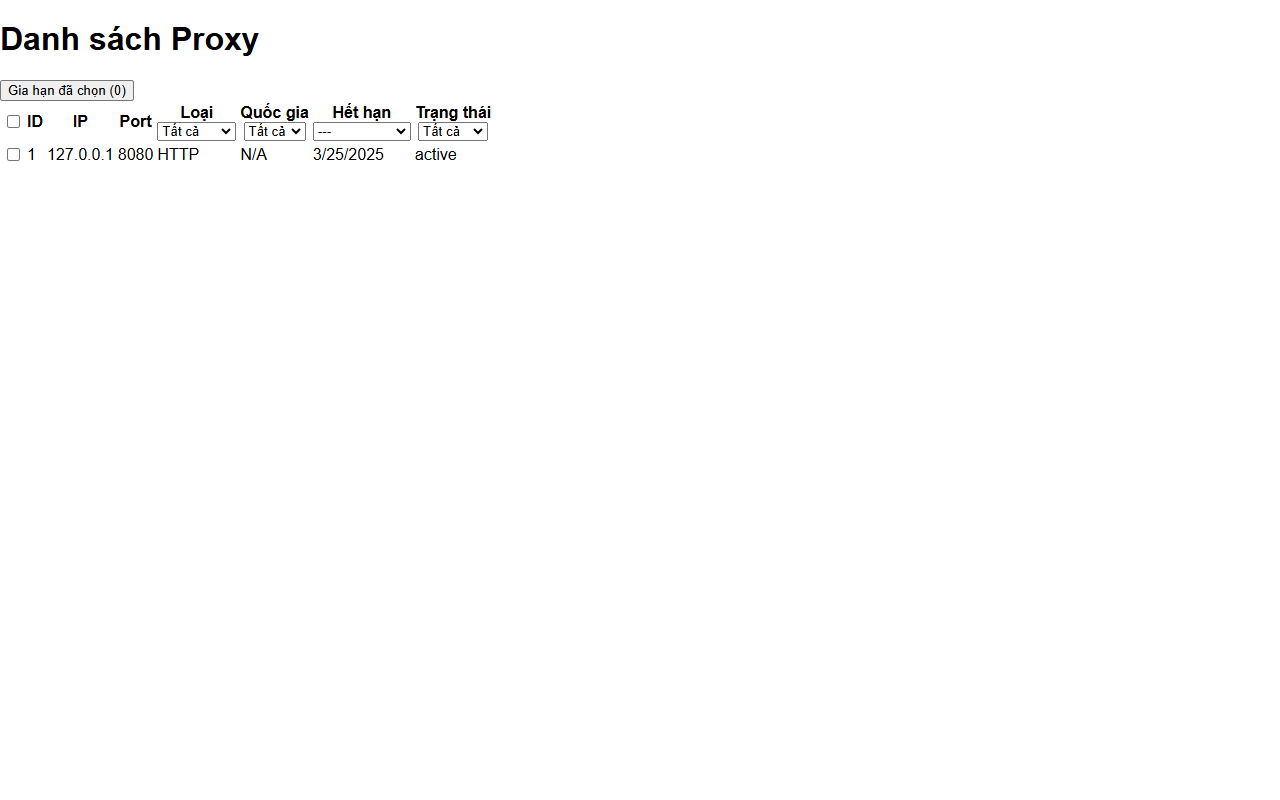 Danh sách Proxy
Gia hạn đã chọn (0)
ID IP Port Loại Quốc gia Hết hạn Trạng thái
Tất cả Tất cả --- Tất cả
1 127.0.0.1 8080 HTTP N/A 3/25/2025 active